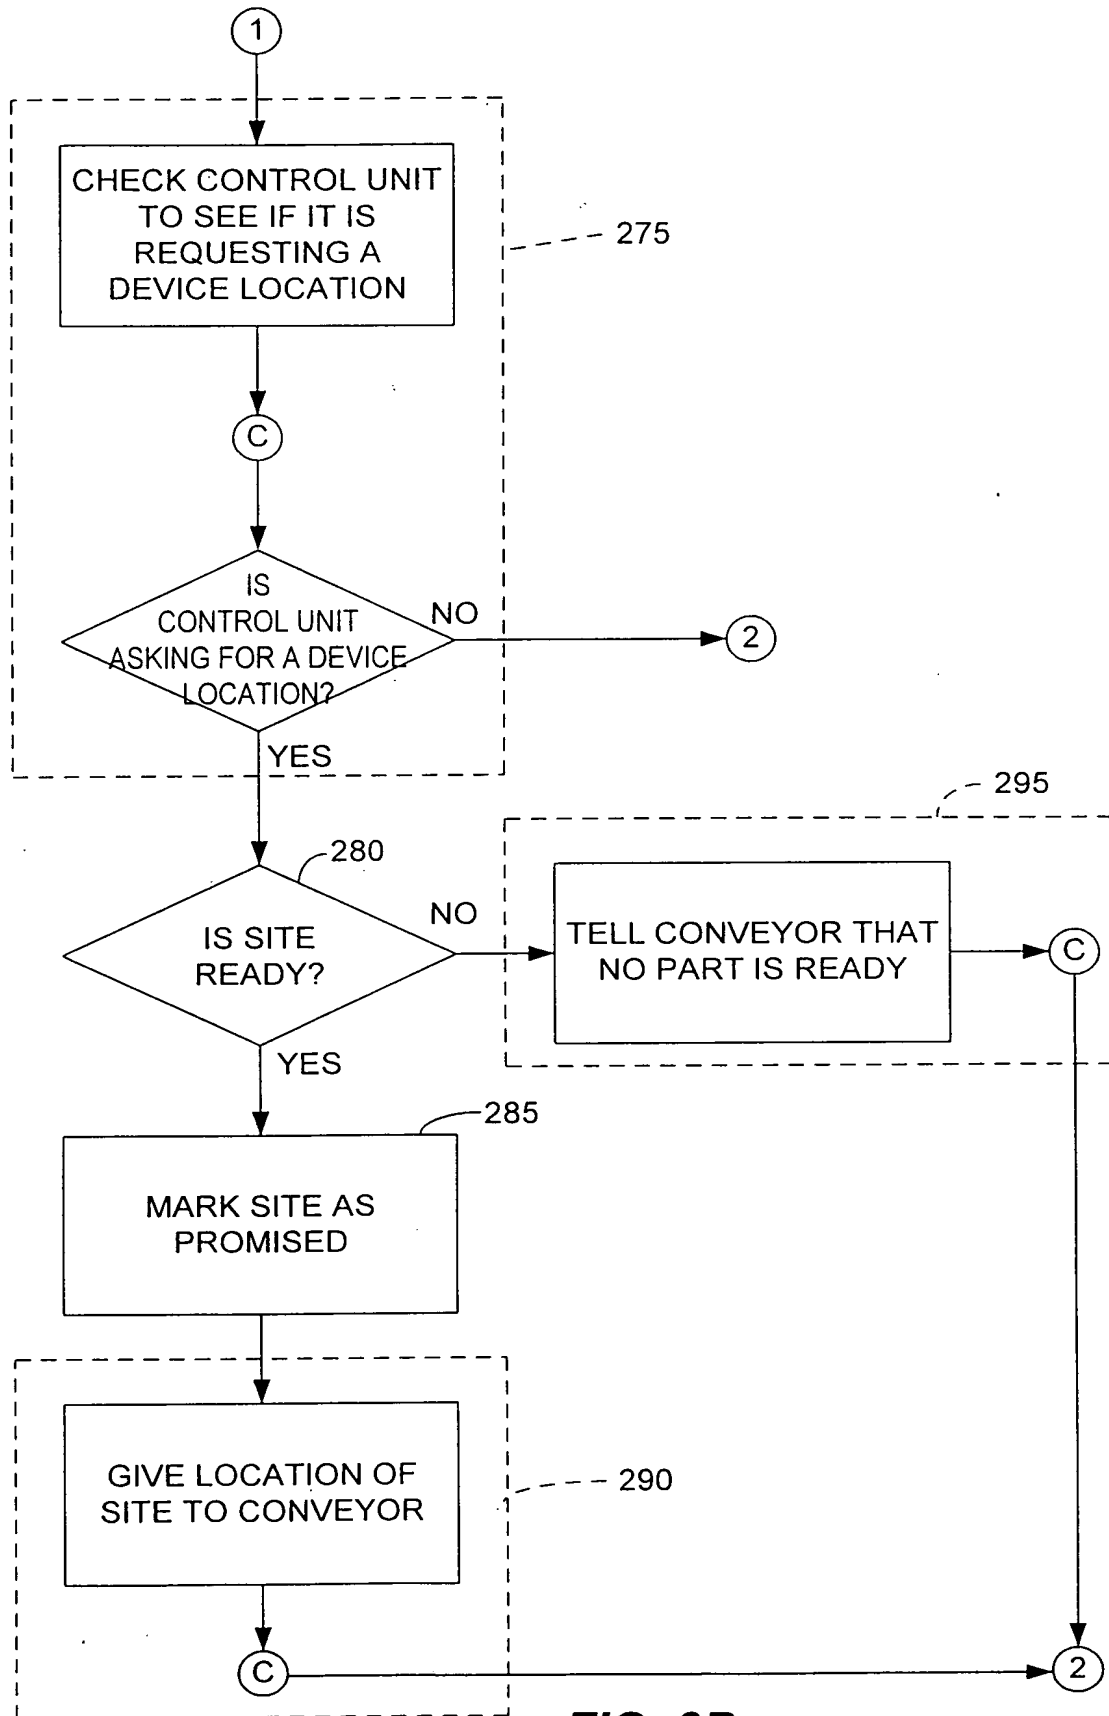 1
CHECK CONTROL UNIT
TO SEE IF IT IS
REQUESTING A
DEVICE LOCATION
275
C
IS
CONTROL UNIT
ASKING FOR A DEVICE
LOCATION?
NO
2
YES
295
280
IS SITE
READY?
NO
TELL CONVEYOR THAT
NO PART IS READY
C
YES
285
MARK SITE AS
PROMISED
GIVE LOCATION OF
SITE TO CONVEYOR
290
C
2